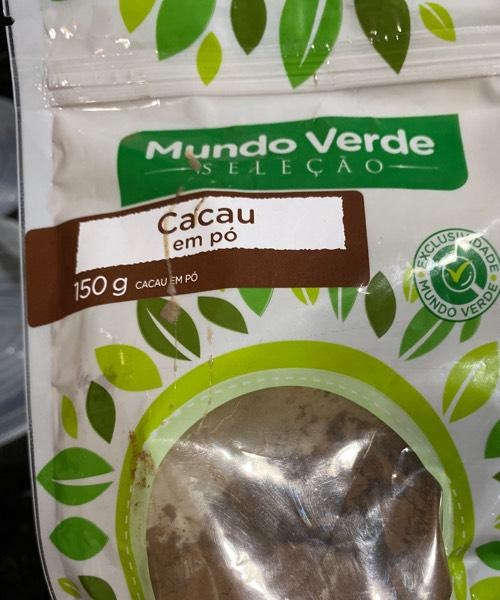 Mundo Verde
SELEÇÃO
Cacau
em pó
150 g CACAU EM PÓ
EXCLUSIVIDADE
MUNDO VERDE